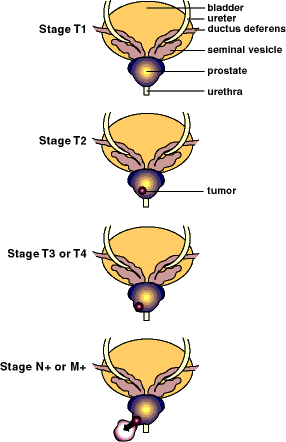 bladder
ureter
Stage T1
ductus deferens
seminal vesicle
prostate
urethra
Stage T2
tumor
Stage T3 or T4
Stage N+ or M+